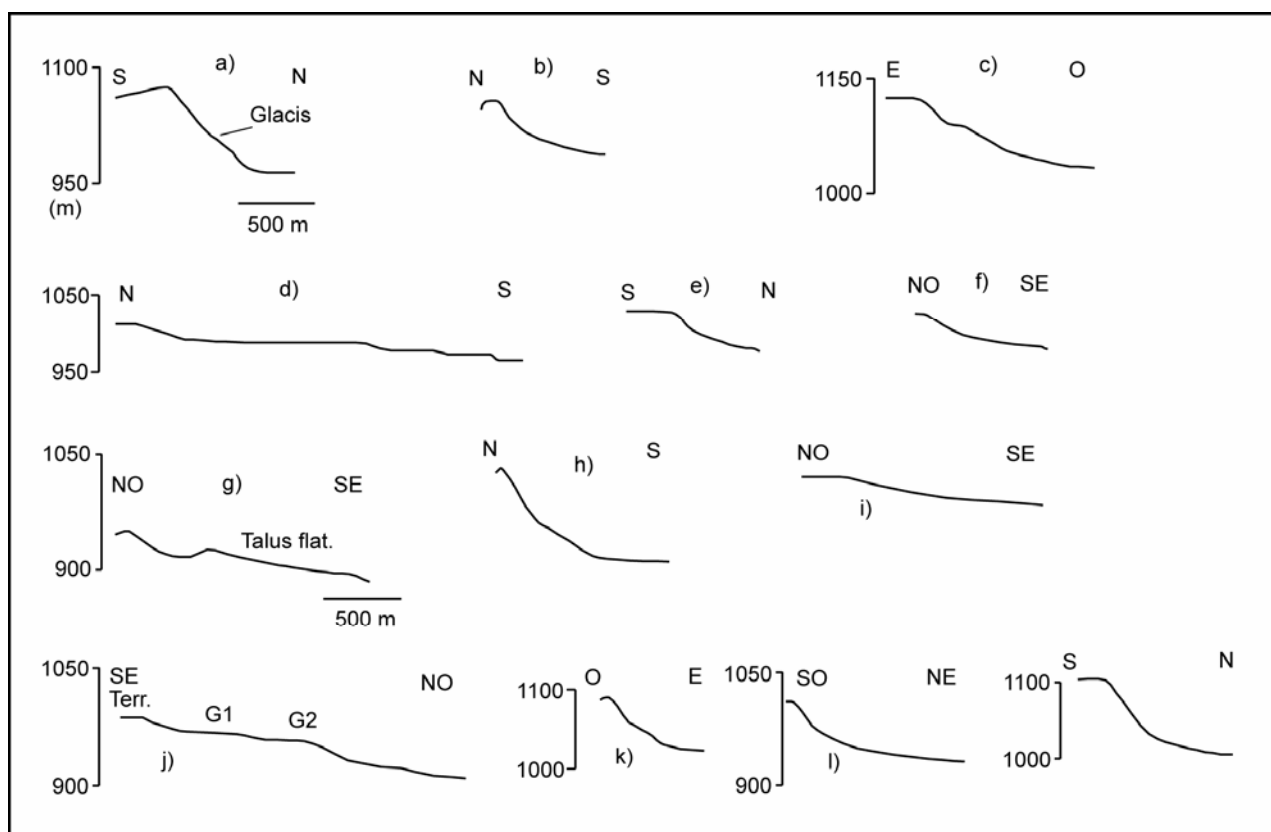 a) b) c)
1100 S N N S 1150 E O
Glacis
950
(m)
1000
500 m
d) e) f)
1050 N S S N NO SE
950
1050 N h) S NO SE
NO g) SE i)
Talus flat.
900
500 m
1050 SE NO O E 1050 SO NE S N
Terr. 1100 1100
G1 G2
j) k) l)
900 1000 900 1000